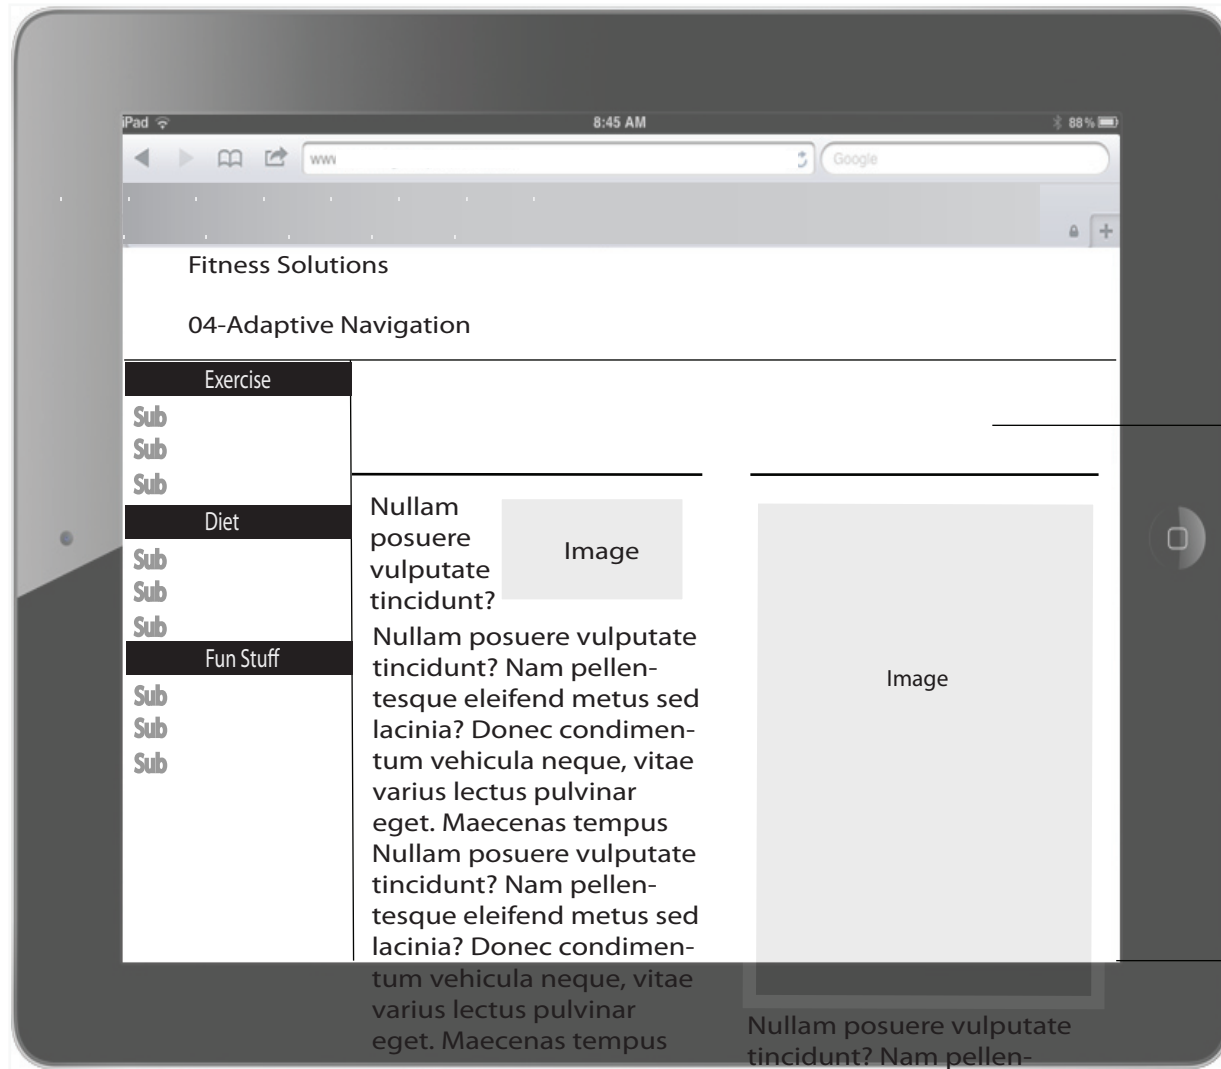 iPad
8:45 AM
88%
www
Google
Fitness Solutions
04-Adaptive Navigation
Exercise
Sub
Sub
Sub
Diet
Sub
Sub
Sub
Fun Stuff
Sub
Sub
Sub
Nullam
posuere
vulputate
tincidunt?
Image
Nullam posuere vulputate
tincidunt? Nam pellen-
tesque eleifend metus sed
lacinia? Donec condimen-
tum vehicula neque, vitae
varius lectus pulvinar
eget. Maecenas tempus
Nullam posuere vulputate
tincidunt? Nam pellen-
tesque eleifend metus sed
lacinia? Donec condimen-
tum vehicula neque, vitae
varius lectus pulvinar
eget. Maecenas tempus
Image
Nullam posuere vulputate
tincidunt? Nam pellen-